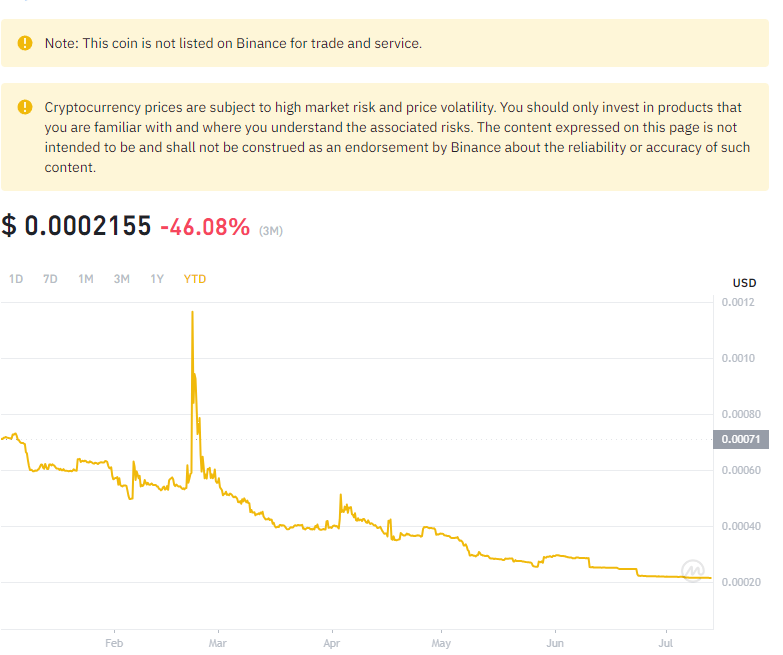 Note: This coin is not listed on Binance for trade and service.
Cryptocurrency prices are subject to high market risk and price volatility. You should only invest in products that
you are familiar with and where you understand the associated risks. The content expressed on this page is not
intended to be and shall not be construed as an endorsement by Binance about the reliability or accuracy of such
content.
$ 0.0002155 -46.08% (3M)
1D 7D 1M 3M 1Y YTD
USD
0.0012
0.0010
0.00080
0.00071
0.00060
0.00040
0.00020
Feb Mar Apr May Jun Jul